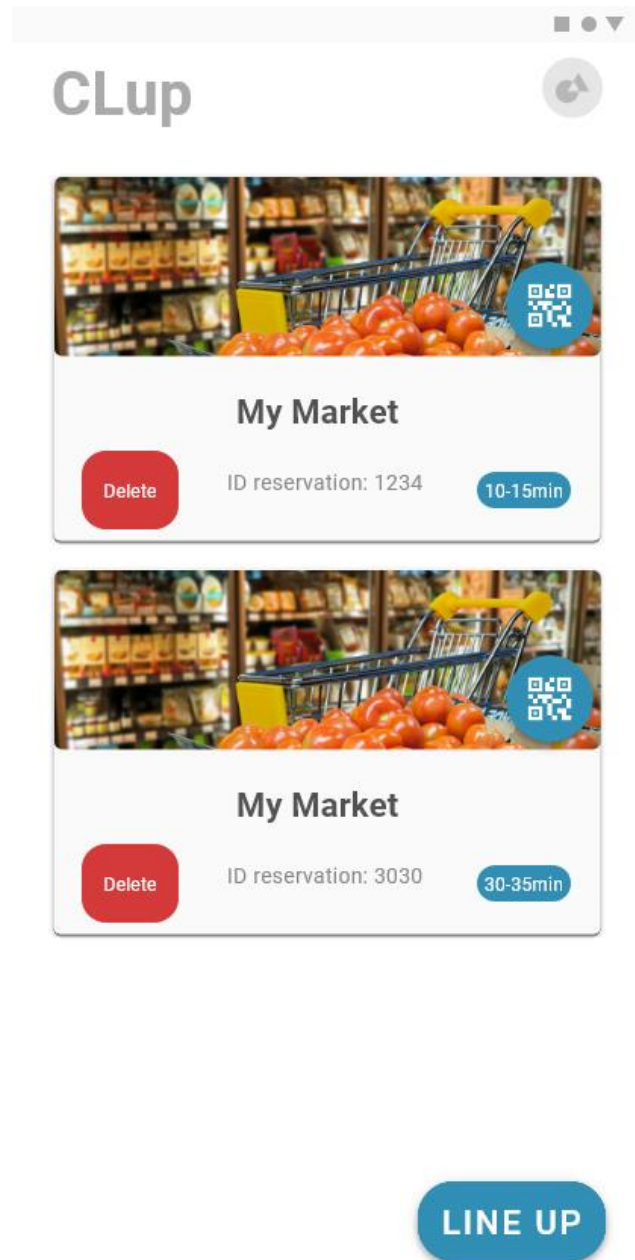 CLup
My Market
Delete
ID reservation: 1234
10-15min
My Market
Delete
ID reservation: 3030
30-35min
LINE UP